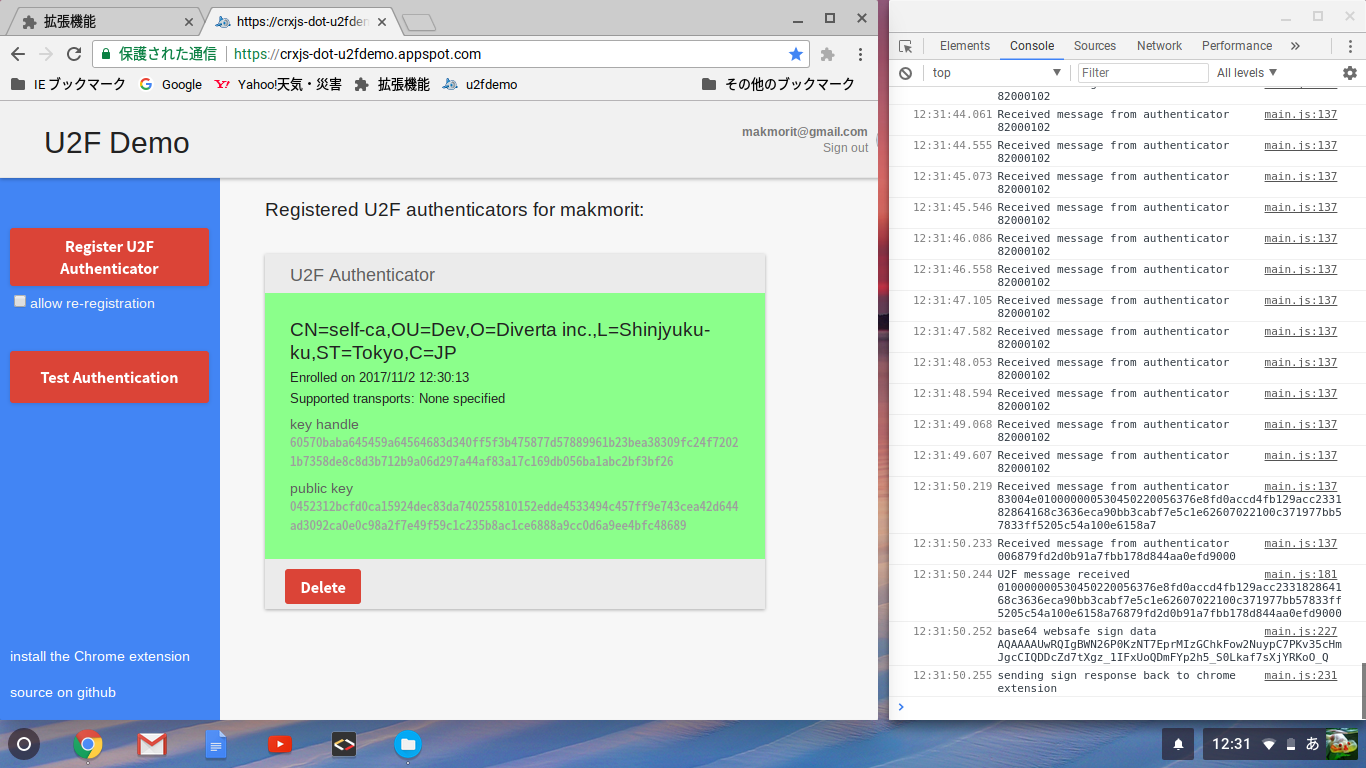 拡張機能
https://crxjs-dot-u2fden
保護された通信
https://crxjs-dot-u2fdemo.appspot.com
IE ブックマーク
Google
Yahoo!天気・災害
拡張機能
u2fdemo
その他のブックマーク
U2F Demo
makmorit@gmail.com
Sign out
Register U2F
Authenticator
allow re-registration
Test Authentication
install the Chrome extension
source on github
Registered U2F authenticators for makmorit:
U2F Authenticator
CN=self-ca,OU=Dev,O=Diverta inc.,L=Shinjyuku-
ku,ST=Tokyo,C=JP
Enrolled on 2017/11/2 12:30:13
Supported transports: None specified
key handle
60570baba645459a64564683d340ff5f3b475877d57889961b23bea38309fc24f7202
1b7358de8c8d3b712b9a06d297a44af83a17c169db056ba1abc2bf3bf26
public key
0452312bcfd0ca15924dec83da740255810152edde4533494c457ff9e743cea42d644
ad3092ca0e0c98a2f7e49f59c1c235b8ac1ce6888a9cc0d6a9ee4bfc48689
Delete
Elements Console Sources Network Performance »
top Filter All levels
82000102
12:31:44.061 Received message from authenticator main.js:137
82000102
12:31:44.555 Received message from authenticator main.js:137
82000102
12:31:45.073 Received message from authenticator main.js:137
82000102
12:31:45.546 Received message from authenticator main.js:137
82000102
12:31:46.086 Received message from authenticator main.js:137
82000102
12:31:46.558 Received message from authenticator main.js:137
82000102
12:31:47.105 Received message from authenticator main.js:137
82000102
12:31:47.582 Received message from authenticator main.js:137
82000102
12:31:48.053 Received message from authenticator main.js:137
82000102
12:31:48.594 Received message from authenticator main.js:137
82000102
12:31:49.068 Received message from authenticator main.js:137
82000102
12:31:49.607 Received message from authenticator main.js:137
82000102
12:31:50.219 Received message from authenticator main.js:137
83004e010000000530450220056376e8fd0accd4fb129acc2331
82864168c3636eca90bb3cabf7e5c1e62607022100c371977bb5
7833ff5205c54a100e6158a7
12:31:50.233 Received message from authenticator main.js:137
006879fd2d0b91a7fbb178d844aa0efd9000
12:31:50.244 U2F message received main.js:181
010000000530450220056376e8fd0accd4fb129acc2331828641
68c3636eca90bb3cabf7e5c1e62607022100c371977bb57833ff
5205c54a100e6158a76879fd2d0b91a7fbb178d844aa0efd9000
12:31:50.252 base64 websafe sign data main.js:227
AQAAAAUwRQIgBWN26P0KzNT7EprMIzGChkFow2NuypC7PKv35cHm
JgcCIQDDcZd7tXgz_1IFxUoQDmFYp2h5_S0Lkaf7sXjYRKoO_Q
12:31:50.255 sending sign response back to chrome main.js:231
extension
12:31 あ